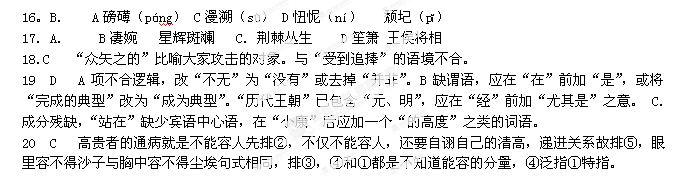 16。B.  A磅礴（páng）C漫溯（sù） D忸怩（ní）  颃圮（pǐ）
17. A.  B凄婉  星辉斑斓  C. 荆棘丛生  D笙箫 王侯将相
18.C  “众矢之的”比喻大家攻击的对象。与“受到追捧”的语境不合。
19 D  A项不合逻辑，改“不无”为“没有”或去掉“并非”。B缺谓语，应在“在”前加“是”，或将
“完成的典型”改为“成为典型”。“历代王朝”已包含“元、明”，应在“经”前加“尤其是”之意。 C.
成分残缺，“站在”缺少宾语中心语，在“小康”后应加一个“的高度”之类的词语。
20 C  高贵者的通病就是不能容人先排②，不仅不能容人，还要自诩自己的清高，递进关系故排⑤，眼
里容不得沙子与胸中容不得尘埃句式相同，排③，④和①都是不知道能容的分量，④泛指①特指。